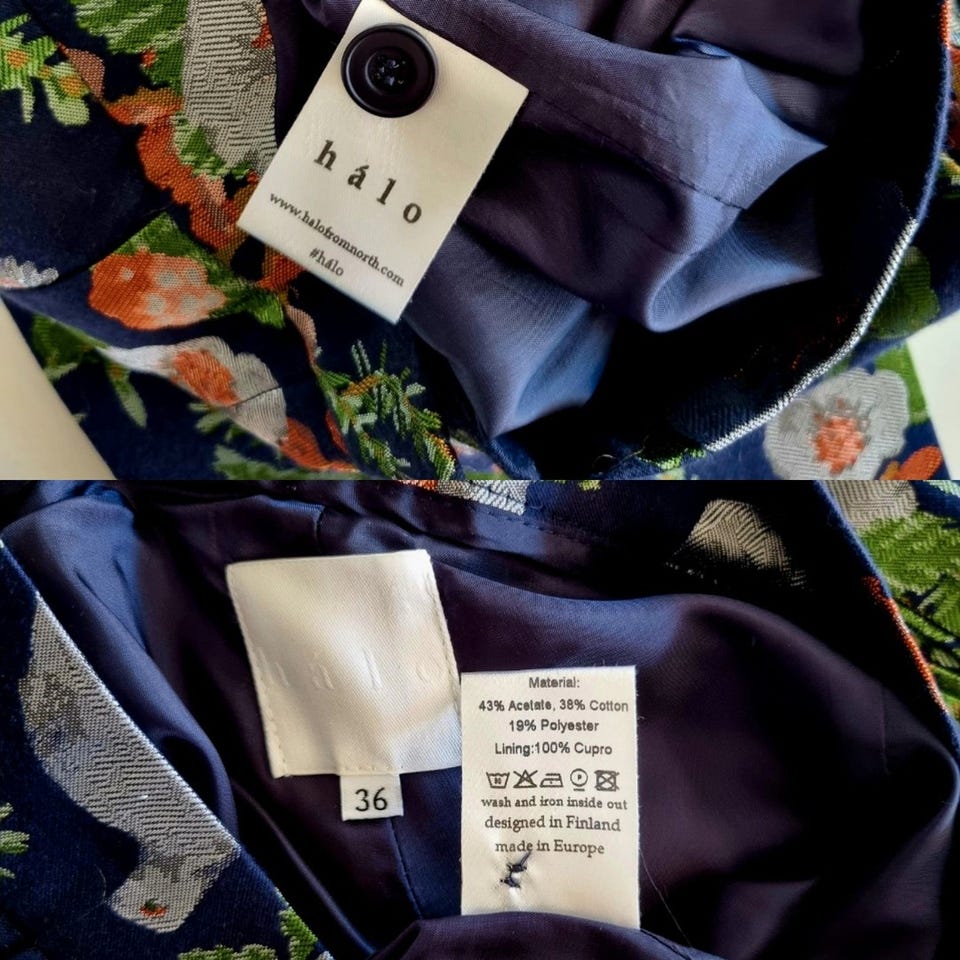 hálo
www.halofromnorth.com
#hálo
hálo
36
Material:
43% Acetate, 38% Cotton
19% Polyester
Lining:100% Cupro
wash and iron inside out
designed in Finland
made in Europe